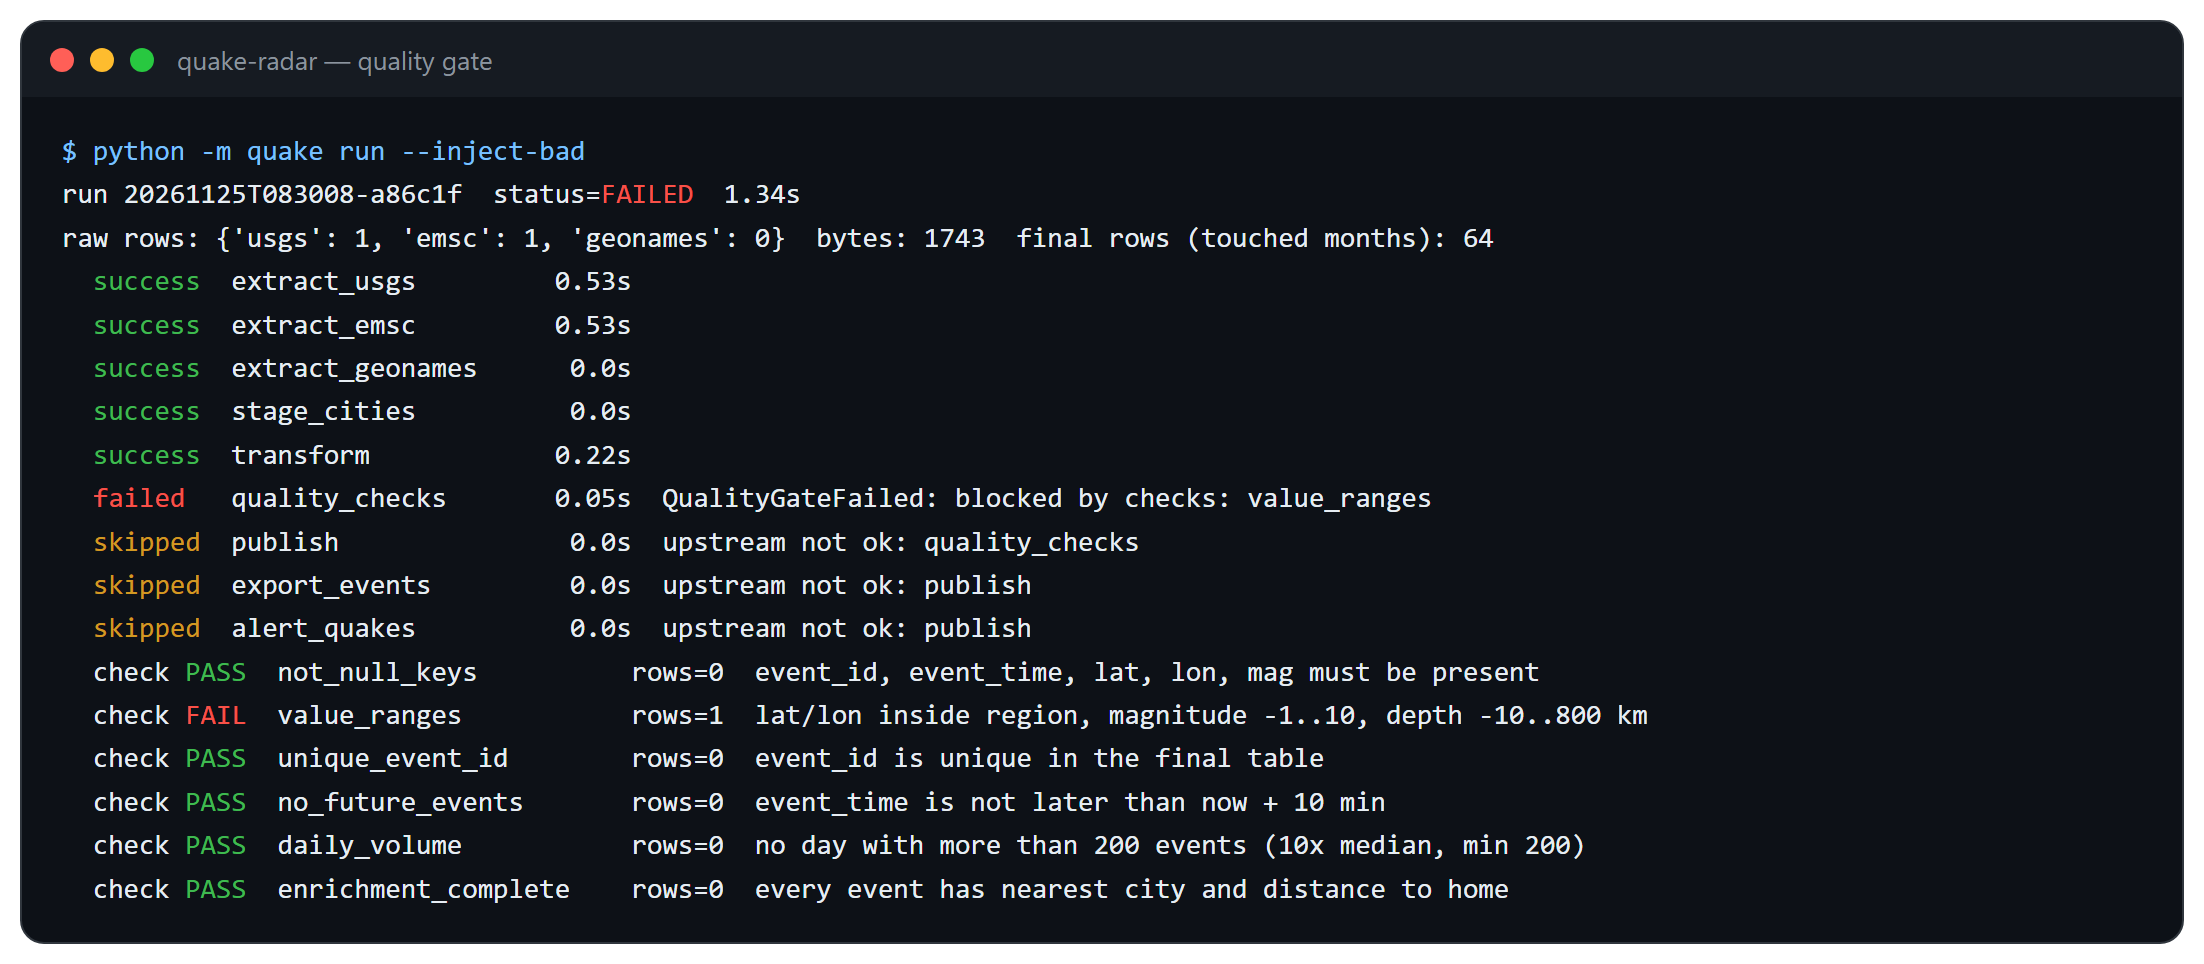 quake-radar — quality gate
$ python -m quake run --inject-bad
run 20261125T083008-a86c1f  status=FAILED  1.34s
raw rows: {'usgs': 1, 'emsc': 1, 'geonames': 0}  bytes: 1743  final rows (touched months): 64
  success  extract_usgs         0.53s
  success  extract_emsc         0.53s
  success  extract_geonames      0.0s
  success  stage_cities          0.0s
  success  transform            0.22s
  failed   quality_checks       0.05s  QualityGateFailed: blocked by checks: value_ranges
  skipped  publish               0.0s  upstream not ok: quality_checks
  skipped  export_events         0.0s  upstream not ok: publish
  skipped  alert_quakes          0.0s  upstream not ok: publish
  check PASS  not_null_keys          rows=0  event_id, event_time, lat, lon, mag must be present
  check FAIL  value_ranges           rows=1  lat/lon inside region, magnitude -1..10, depth -10..800 km
  check PASS  unique_event_id        rows=0  event_id is unique in the final table
  check PASS  no_future_events       rows=0  event_time is not later than now + 10 min
  check PASS  daily_volume           rows=0  no day with more than 200 events (10x median, min 200)
  check PASS  enrichment_complete    rows=0  every event has nearest city and distance to home